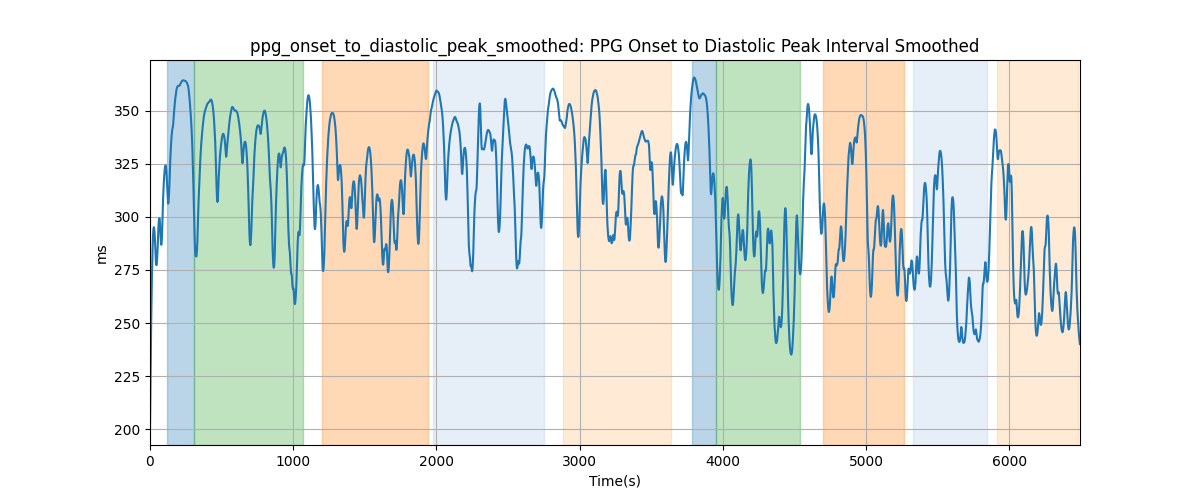 ppg_onset_to_diastolic_peak_smoothed: PPG Onset to Diastolic Peak Interval Smoothed
350
325
300
275
250
225
200
ms
0 1000 2000 3000 4000 5000 6000
Time(s)